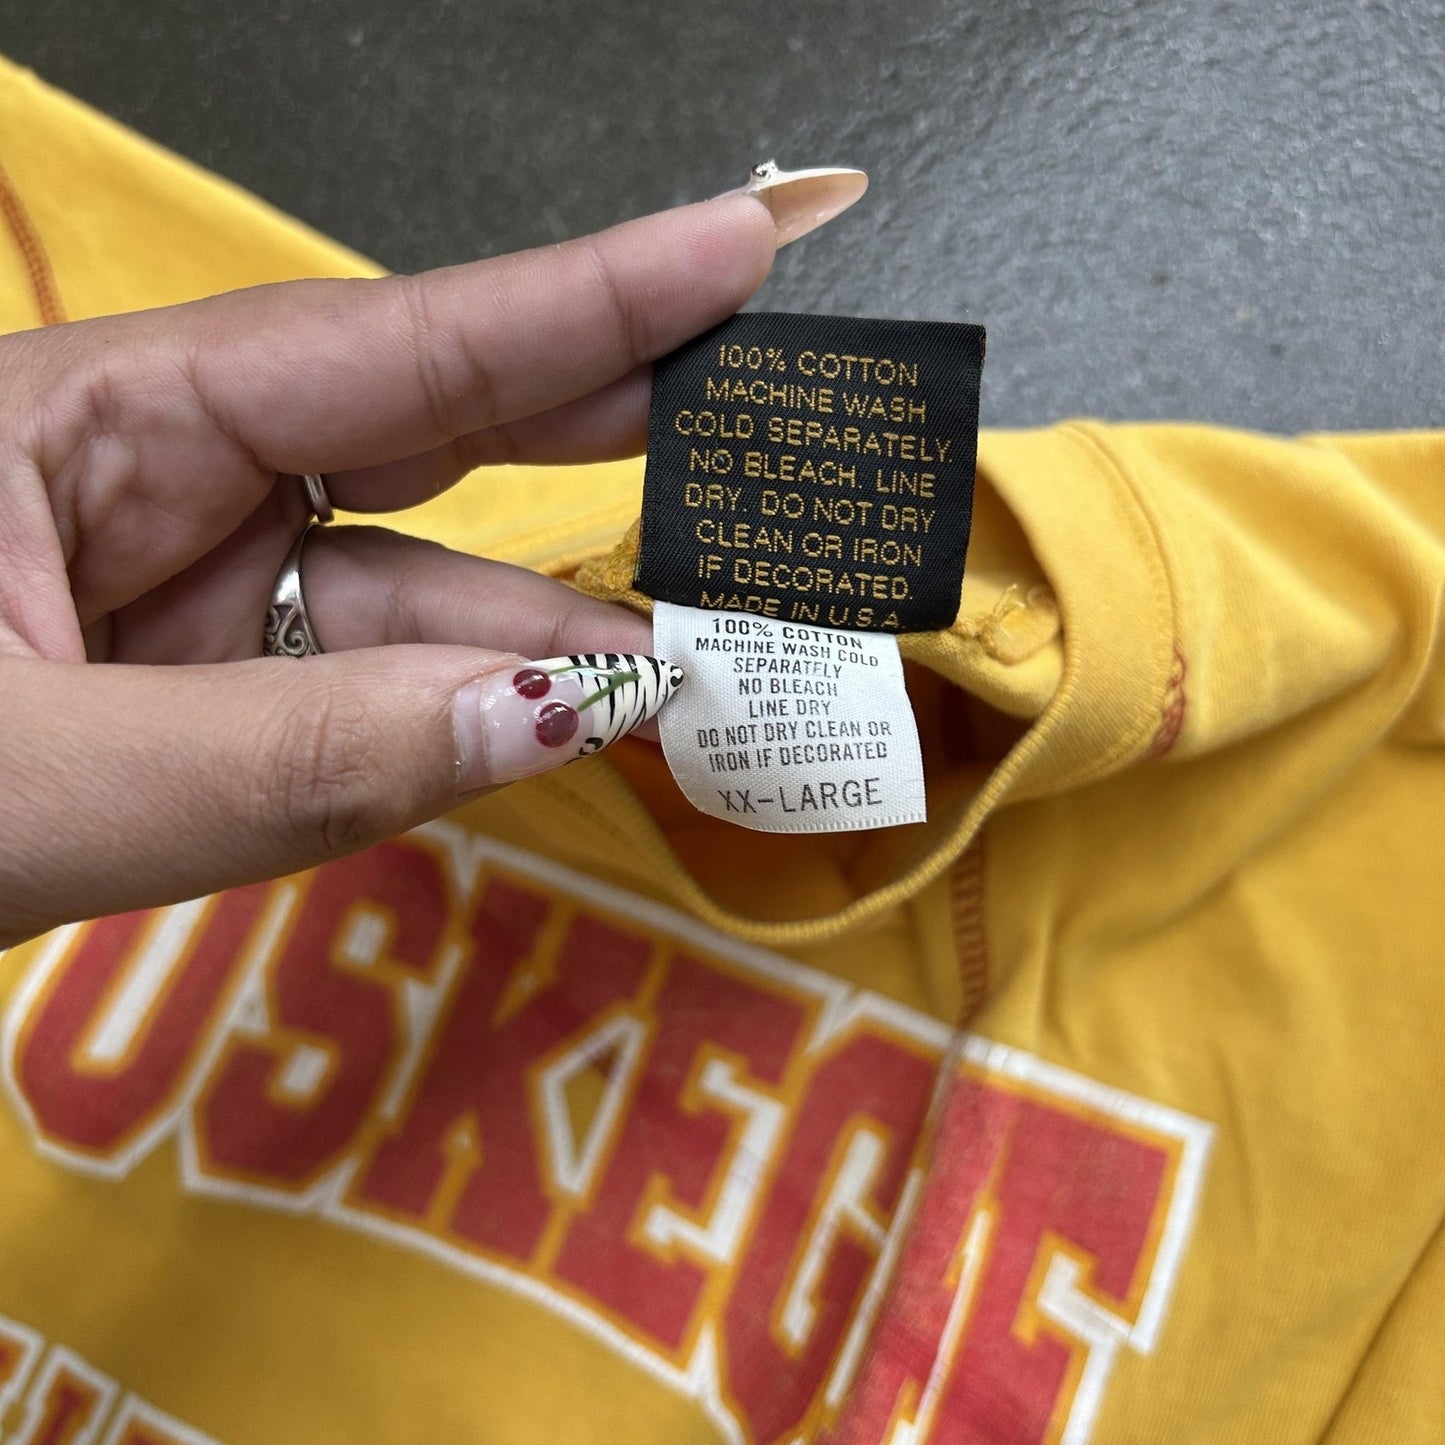 100% COTTON
MACHINE WASH
COLD SEPARATELY
NO BLEACH. LINE
DRY. DO NOT DRY
CLEAN OR IRON
IF DECORATED.
MADE IN U.S.A
100% COTTON
MACHINE WASH COLD
SEPARATELY
NO BLEACH
LINE DRY
DO NOT DRY CLEAN OR
IRON IF DECORATED
XX-LARGE
USKEGE